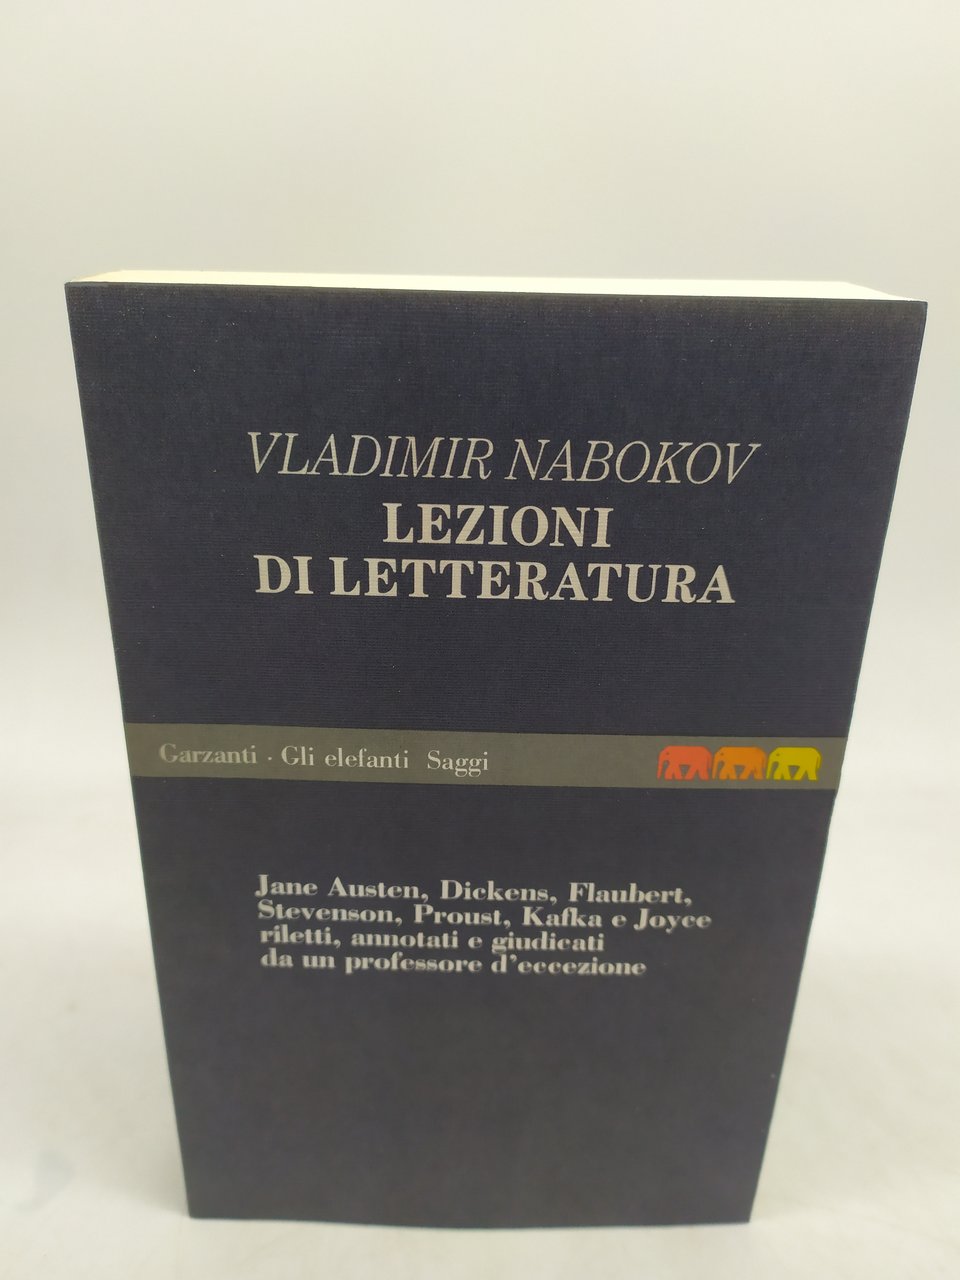 VLADIMIR NABOKOV
LEZIONI
DI LETTERATURA
Garzanti · Gli elefanti Saggi
Jane Austen, Dickens, Flaubert,
Stevenson, Proust, Kafka e Joyce
riletti, annotati e giudicati
da un professore d'eccezione